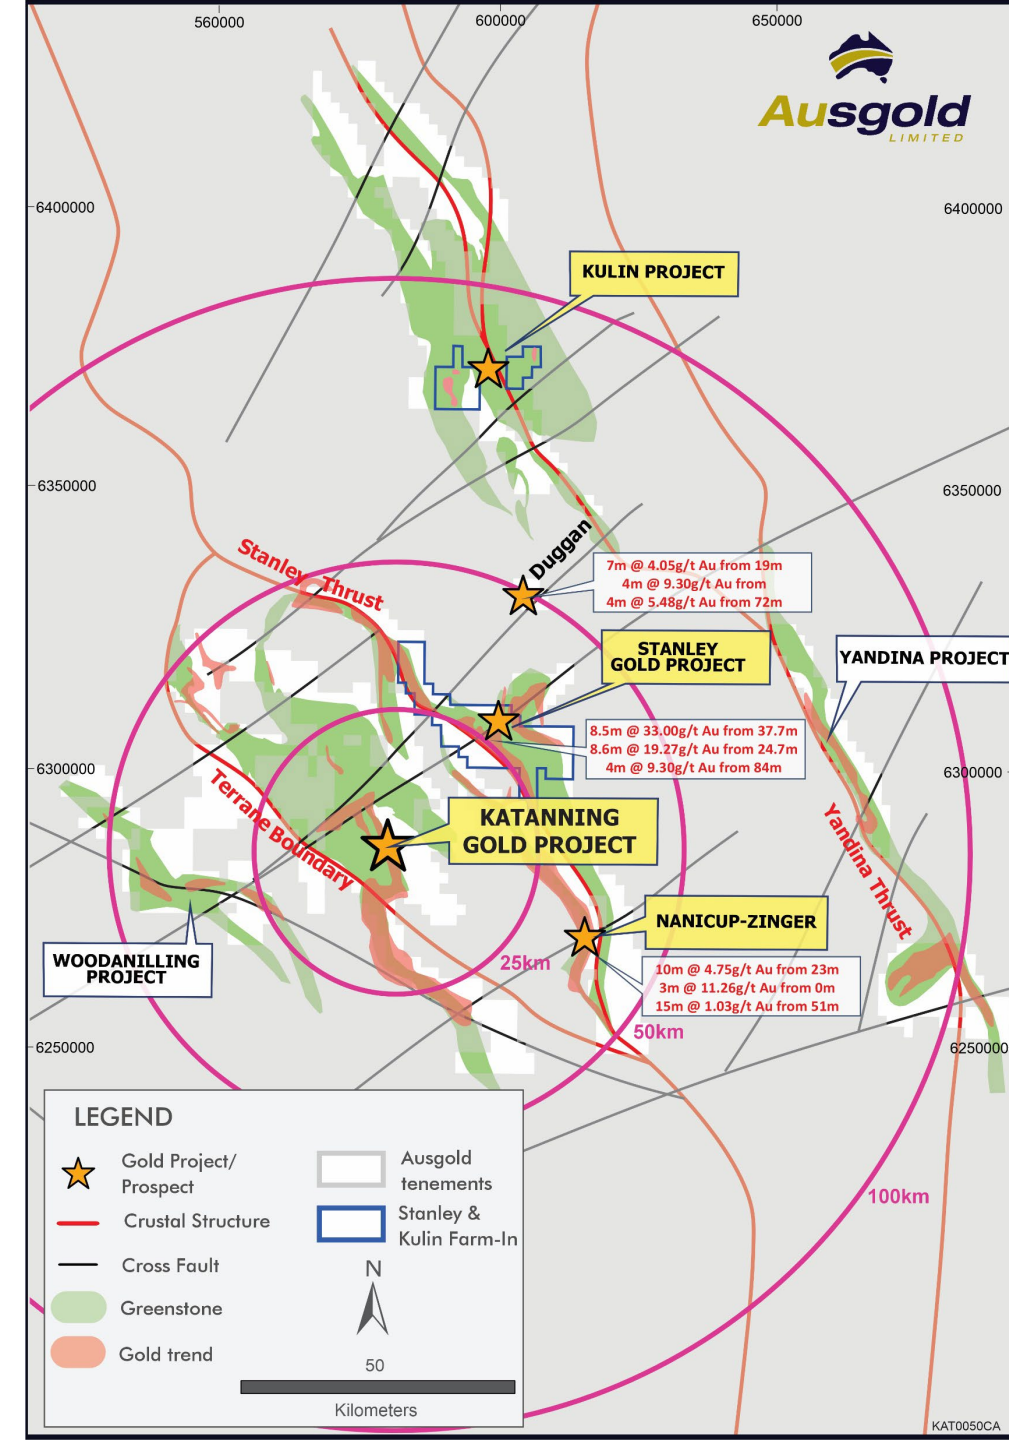 560000
600000
650000
Ausgold
LIMITED
6400000
6400000
KULIN PROJECT
6350000
6350000
Duggan
Stanley Thrust
7m @ 4.05g/t Au from 19m
4m @ 9.30g/t Au from
4m @ 5.48g/t Au from 72m
STANLEY
GOLD PROJECT
YANDINA PROJECT
8.5m @ 33.00g/t Au from 37.7m
8.6m @ 19.27g/t Au from 24.7m
4m @ 9.30g/t Au from 84m
6300000
6300000
Terrane Boundary
KATANNING
GOLD PROJECT
Yandina Thrust
NANICUP-ZINGER
WOODANILLING
PROJECT
25km
10m @ 4.75g/t Au from 23m
3m @ 11.26g/t Au from 0m
15m @ 1.03g/t Au from 51m
50km
6250000
6250000
LEGEND
Gold Project/
Prospect
Crustal Structure
Cross Fault
Greenstone
Gold trend
Ausgold
tenements
Stanley &
Kulin Farm-In
N
50
Kilometers
100km
KAT0050CA